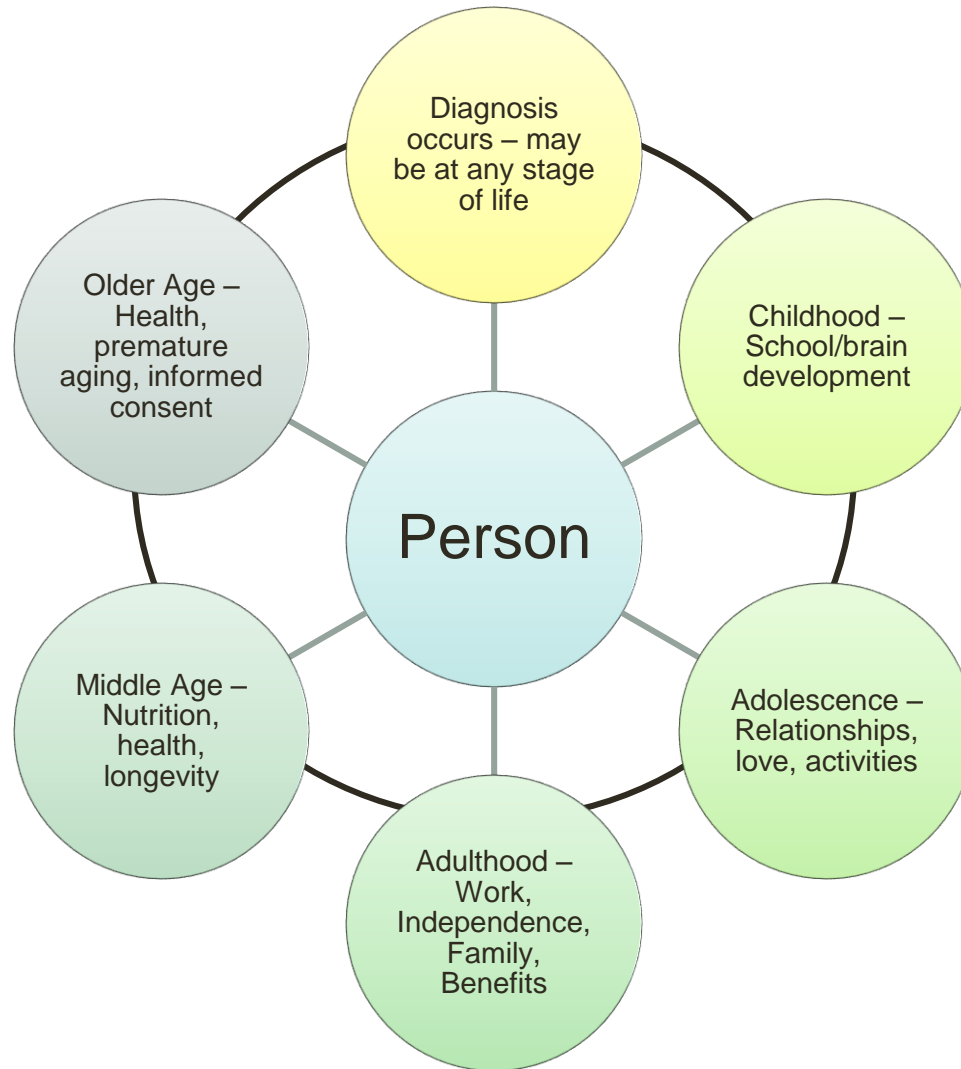 Diagnosis
occurs – may
be at any stage
of life
Childhood –
School/brain
development
Adolescence –
Relationships,
love, activities
Adulthood –
Work,
Independence,
Family,
Benefits
Middle Age –
Nutrition,
health,
longevity
Older Age –
Health,
premature
aging, informed
consent
Person